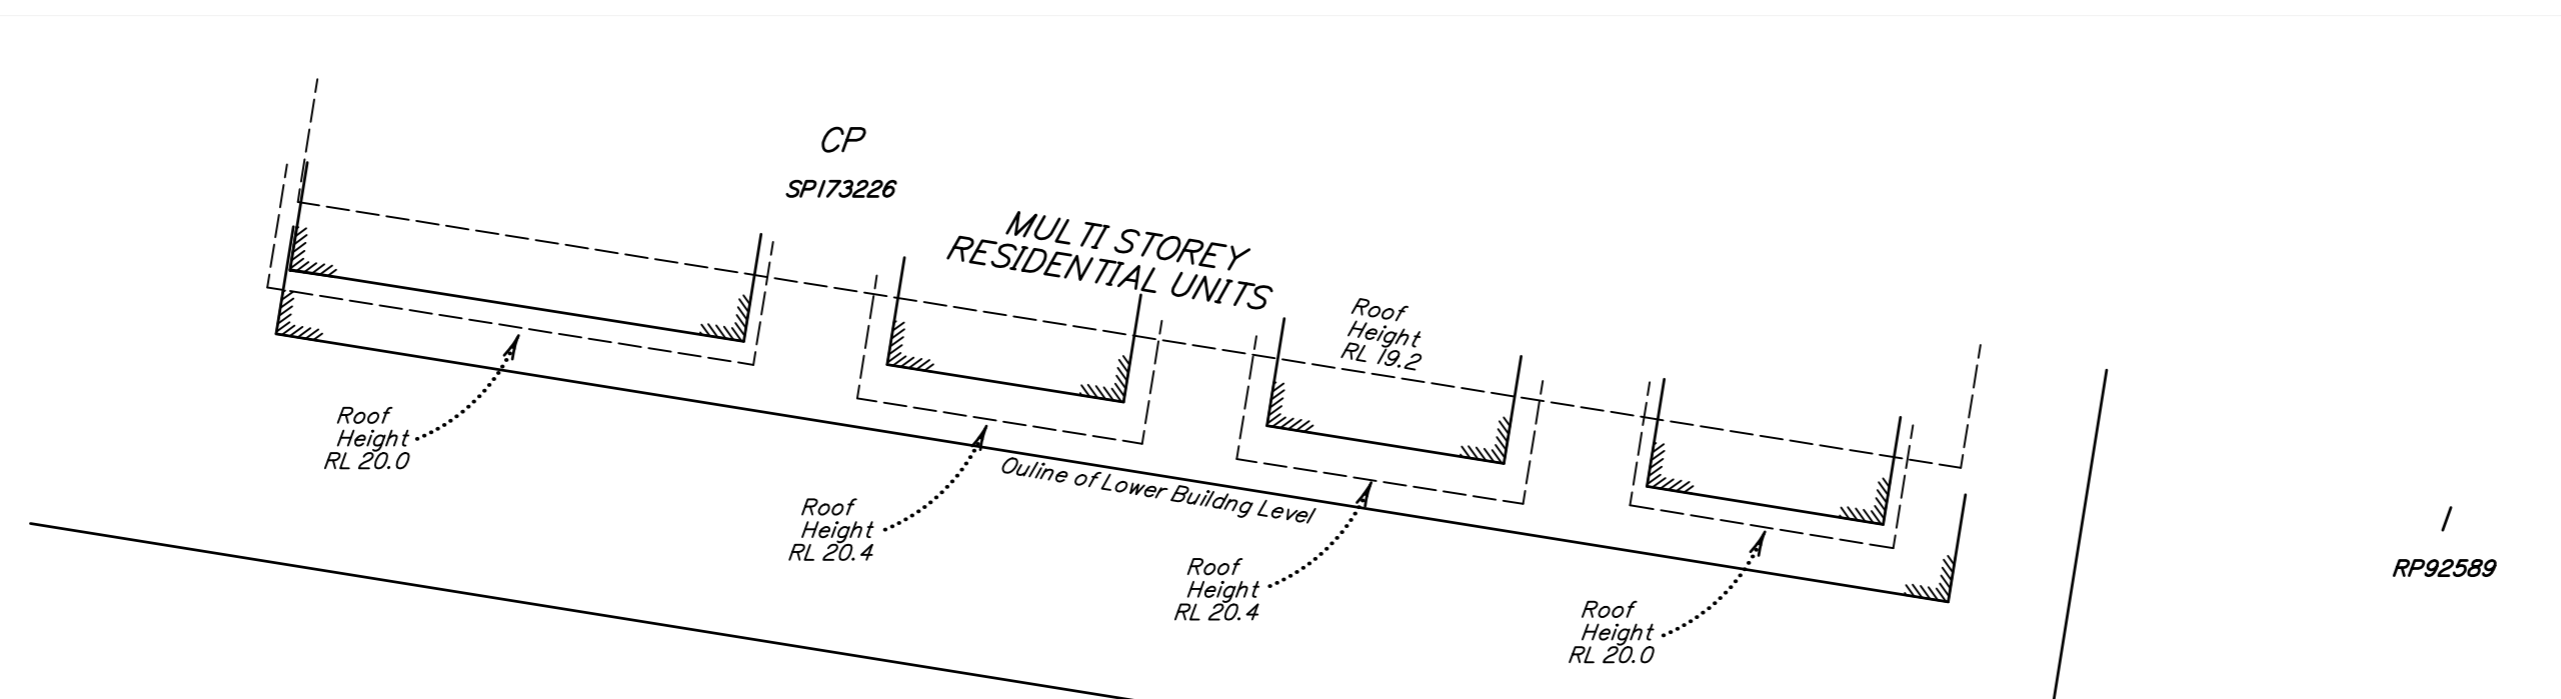 CP
SP173226
MULTI STOREY
RESIDENTIAL UNITS
Roof
Height
RL 19.2
Roof
Height
RL 20.0
Ouline of Lower Buildng Level
Roof
Height
RL 20.4
Roof
Height
RL 20.4
Roof
Height
RL 20.0
1
RP92589